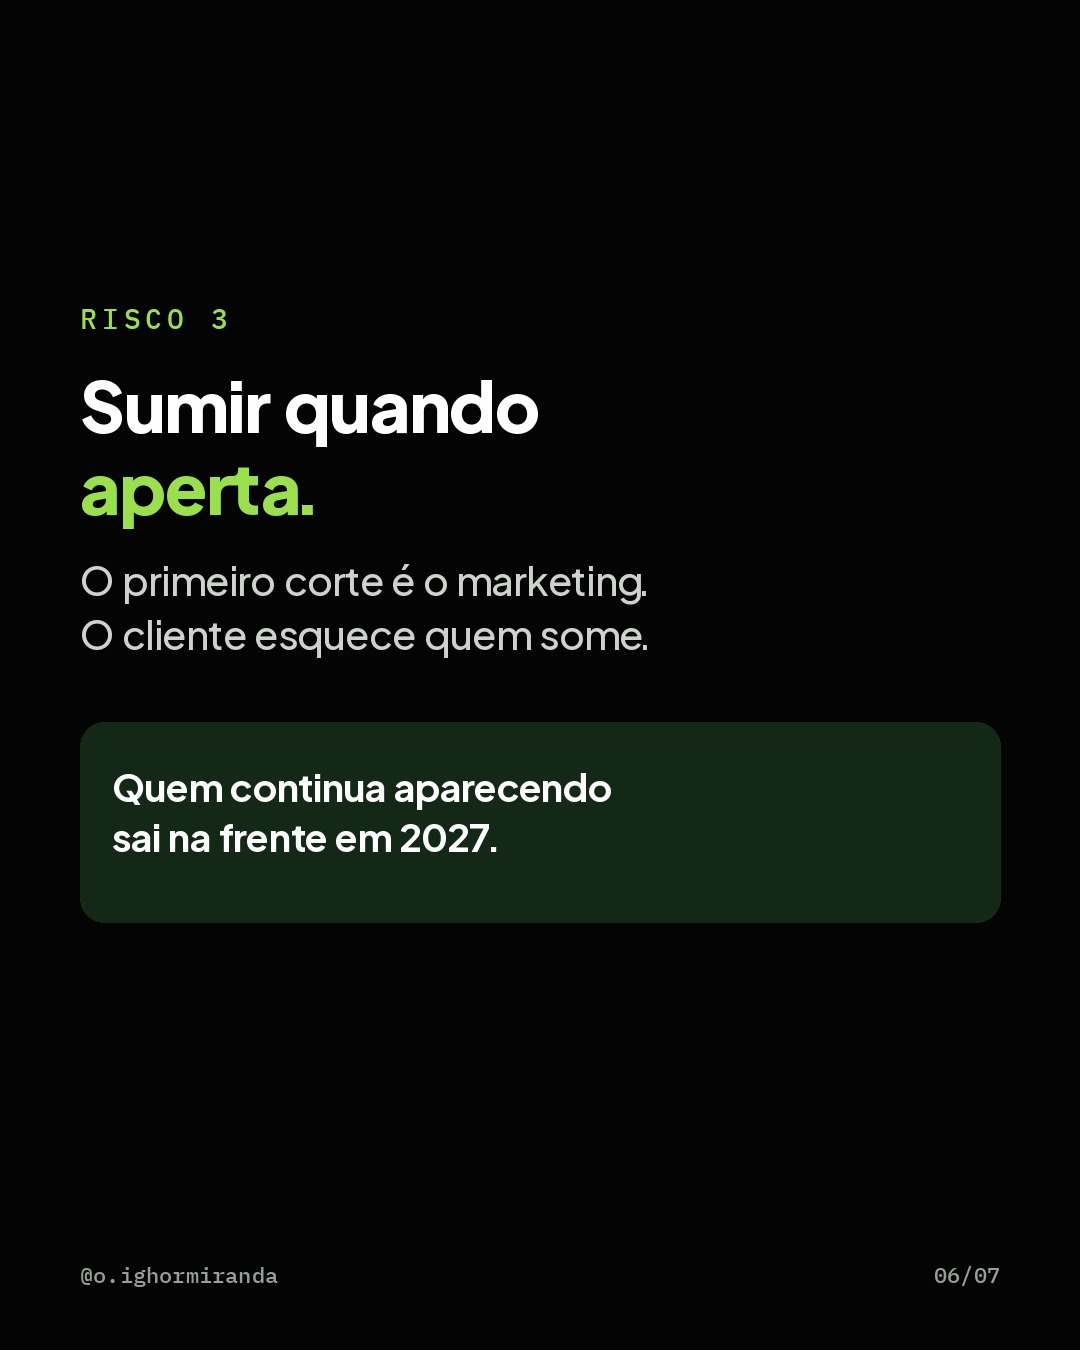 RISCO 3
Sumir quando
aperta.
O primeiro corte é o marketing.
O cliente esquece quem some.
Quem continua aparecendo
sai na frente em 2027.
@o.ighormiranda
06/07